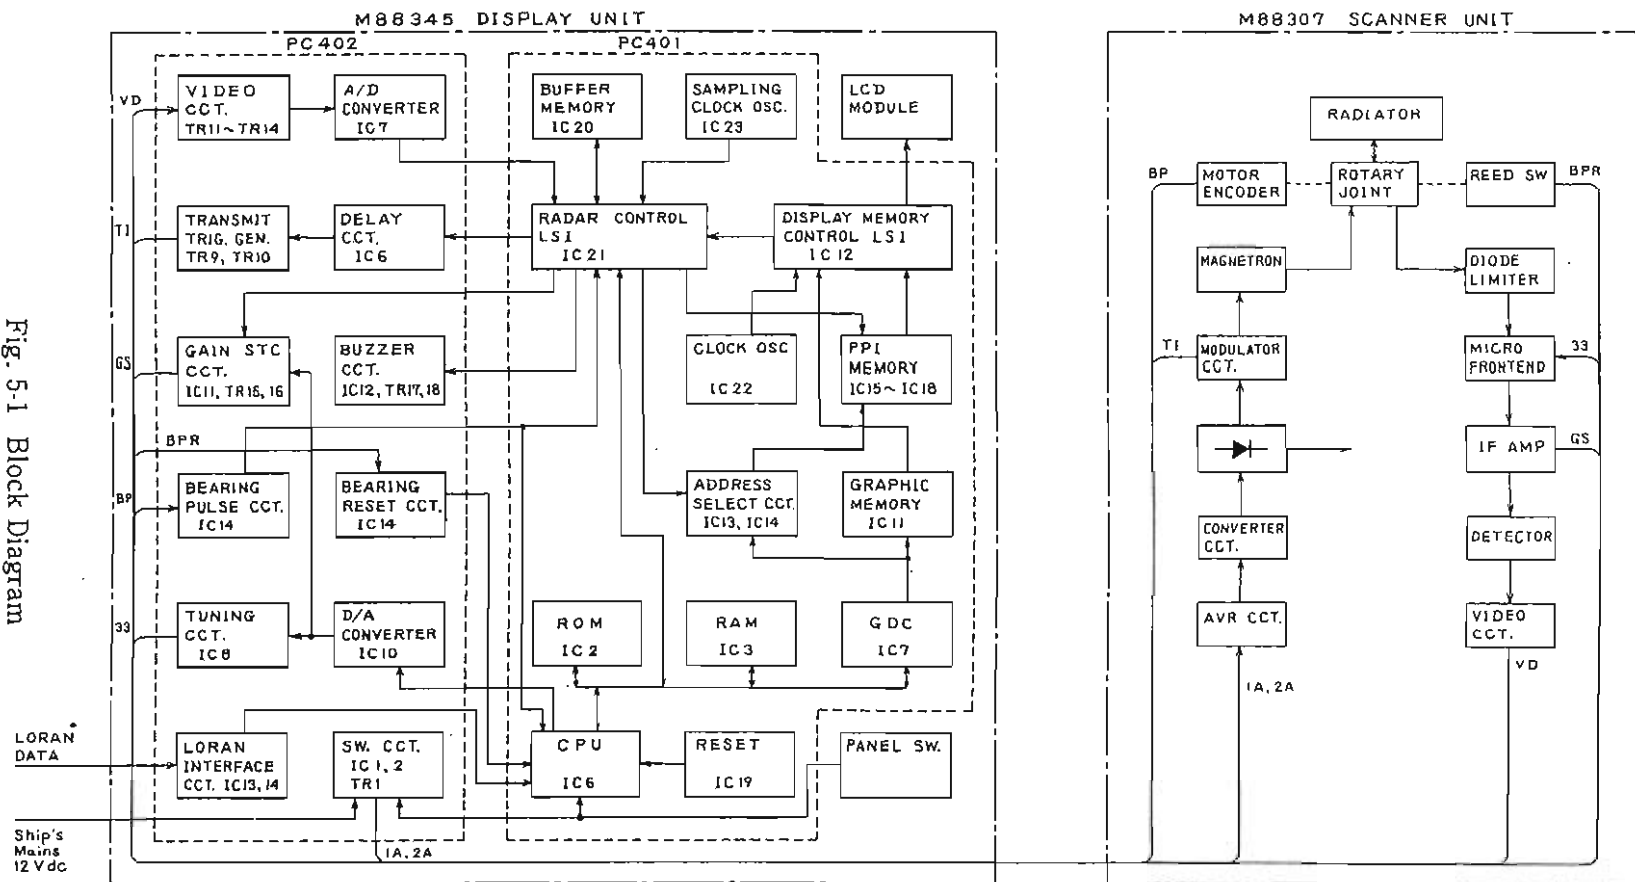 M88345 DISPLAY UNIT
PC402
PC401
VIDEO
CCT.
TR11~TR14
A/D
CONVERTER
IC7
BUFFER
MEMORY
IC20
SAMPLING
CLOCK OSC.
IC23
LCD
MODULE
VD
TRANSMIT
TRIG. GEN.
TR9, TR10
DELAY
CCT.
IC6
RADAR CONTROL
LSI
IC21
DISPLAY MEMORY
CONTROL LSI
IC12
TI
GAIN STC
CCT.
IC11, TR15, 16
BUZZER
CCT.
IC12, TR17, 18
CLOCK OSC
IC22
PPI
MEMORY
IC15~IC18
GS
BPR
BEARING
PULSE CCT.
IC14
BEARING
RESET CCT.
IC14
ADDRESS
SELECT CCT.
IC13, IC14
GRAPHIC
MEMORY
IC11
BP
TUNING
CCT.
IC8
D/A
CONVERTER
IC10
ROM
IC2
RAM
IC3
GDC
IC7
33
LORAN
DATA
LORAN
INTERFACE
CCT. IC13, 14
SW. CCT.
IC1, 2
TR1
CPU
IC6
RESET
IC19
PANEL SW.
Ship's
Mains
12Vdc
1A, 2A
M88307 SCANNER UNIT
RADIATOR
BP
MOTOR
ENCODER
ROTARY
JOINT
REED SW
BPR
MAGNETRON
DIODE
LIMITER
TI
MODULATOR
CCT.
MICRO
FRONTEND
33
IF AMP
GS
CONVERTER
CCT.
DETECTOR
AVR CCT.
VIDEO
CCT.
VD
1A, 2A
Fig. 5-1 Block Diagram